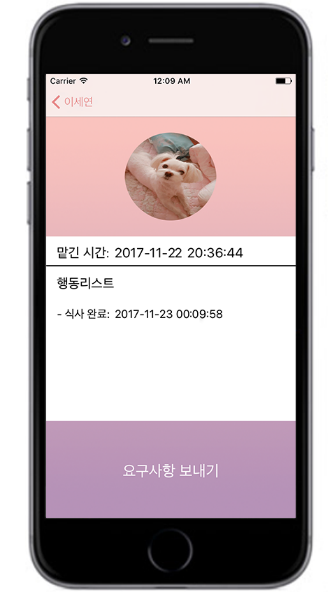 Carrier 12:09 AM
이세연
맡긴 시간: 2017-11-22 20:36:44
행동리스트
- 식사 완료: 2017-11-23 00:09:58
요구사항 보내기